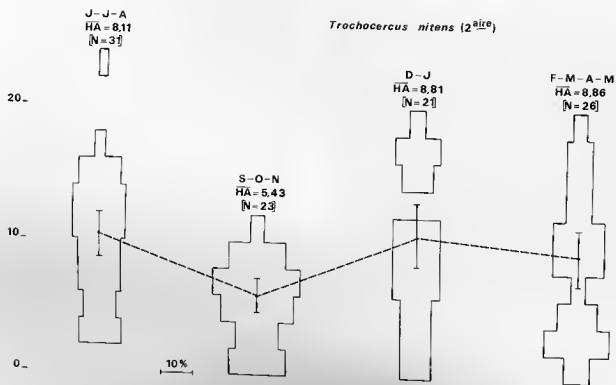 Trochocercus nitens (2aire)
J-J-A
HA = 8,11
[N=31]
S-O-N
HA = 5,43
[N=23]
D-J
HA = 8,81
[N=21]
F-M-A-M
HA = 8,86
[N=26]
20
10
0
10%